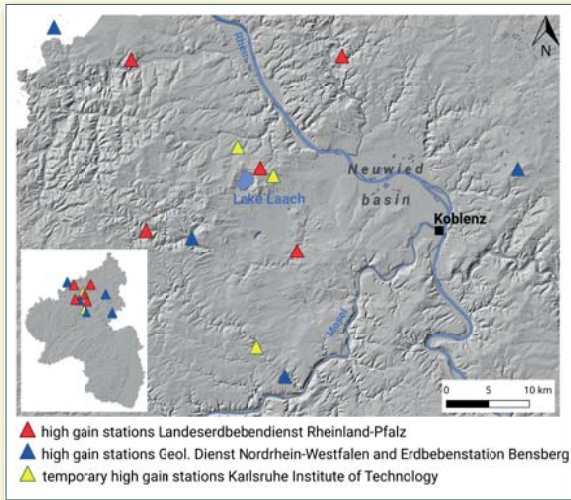 N
Rhein
Neuwied
basin
Lake Laach
Koblenz
Mosel
0 5 10 km
high gain stations Landeserdbebendienst Rheinland-Pfalz
high gain stations Geol. Dienst Nordrhein-Westfalen and Erdbebenstation Bensberg
temporary high gain stations Karlsruhe Institute of Technology